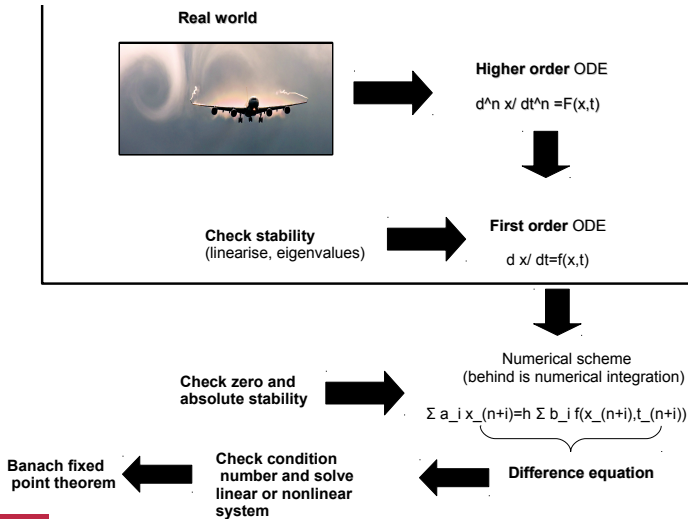 Real world
Higher order ODE
d^n x/ dt^n =F(x,t)
Check stability
(linearise, eigenvalues)
First order ODE
d x/ dt=f(x,t)
Numerical scheme
(behind is numerical integration)
Check zero and
absolute stability
Σ a_i x_(n+i)=h Σ b_i f(x_(n+i),t_(n+i))
Difference equation
Check condition
number and solve
linear or nonlinear
system
Banach fixed
point theorem